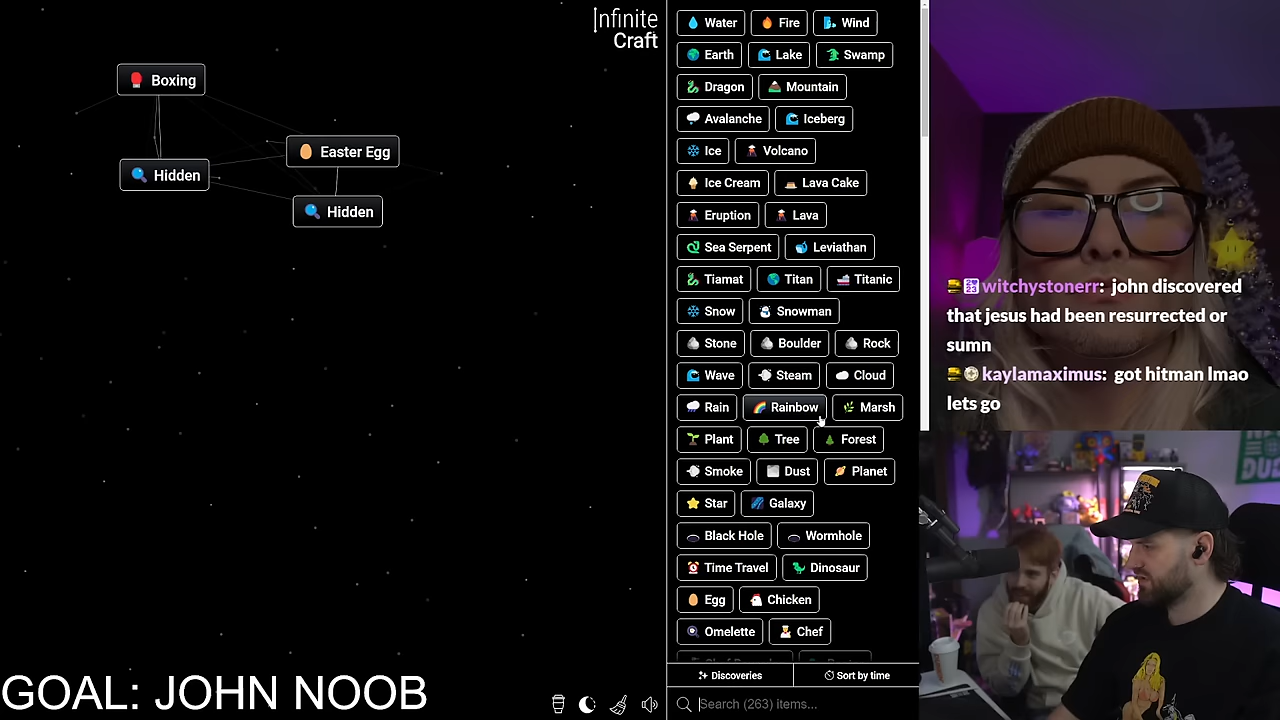 Infinite
Craft
Boxing
Easter Egg
Hidden
Hidden
Water
Fire
Wind
Earth
Lake
Swamp
Dragon
Mountain
Avalanche
Iceberg
Ice
Volcano
Ice Cream
Lava Cake
Eruption
Lava
Sea Serpent
Leviathan
Tiamat
Titan
Titanic
Snow
Snowman
Stone
Boulder
Rock
Wave
Steam
Cloud
Rain
Rainbow
Marsh
Plant
Tree
Forest
Smoke
Dust
Planet
Star
Galaxy
Black Hole
Wormhole
Time Travel
Dinosaur
Egg
Chicken
Omelette
Chef
Discoveries
Sort by time
Search (263) items...
GOAL: JOHN NOOB
witchystonerr: john discovered
that jesus had been resurrected or
sumn
kaylamaximus: got hitman lmao
lets go